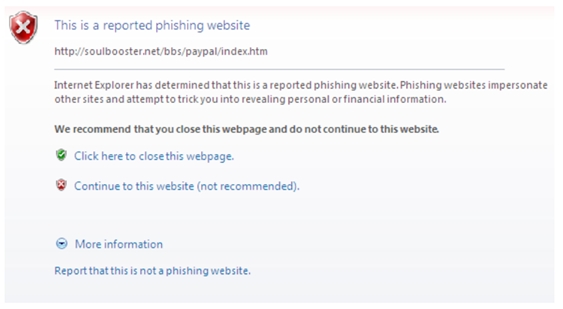 This is a reported phishing website
http://soulbooster.net/bbs/paypal/index.htm
Internet Explorer has determined that this is a reported phishing website. Phishing websites impersonate
other sites and attempt to trick you into revealing personal or financial information.
We recommend that you close this webpage and do not continue to this website.
Click here to close this webpage.
Continue to this website (not recommended).
More information
Report that this is not a phishing website.